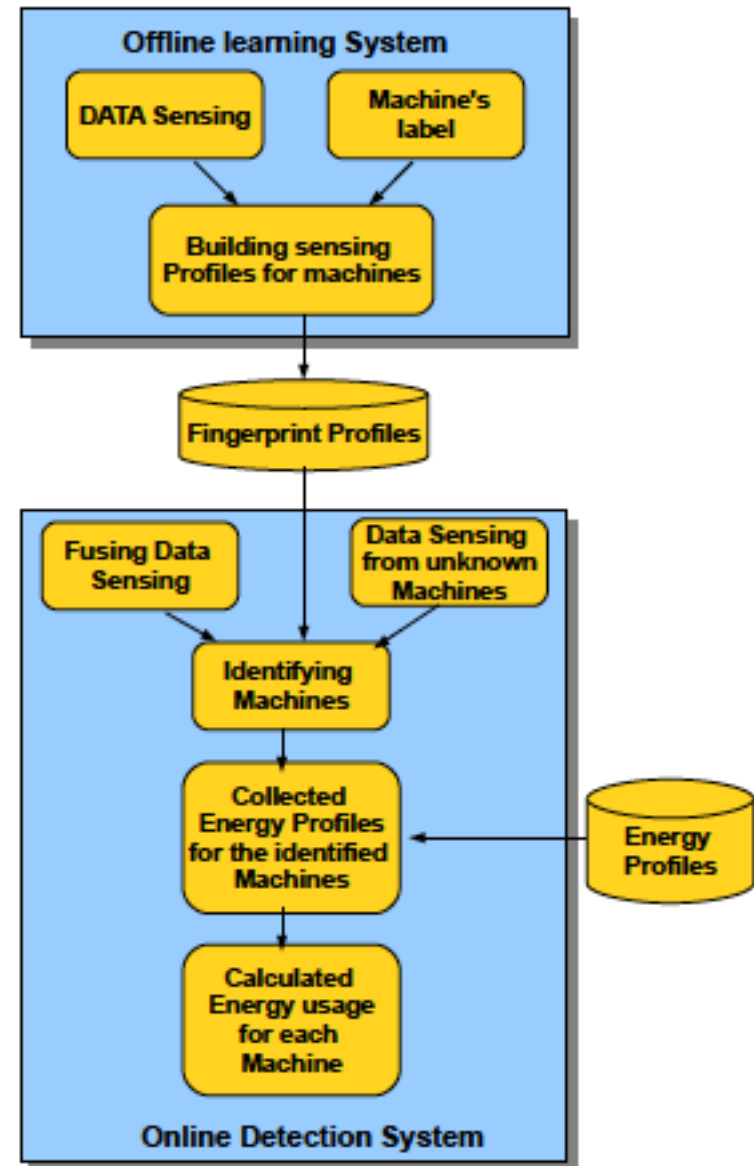 Offline learning System
DATA Sensing
Machine's
label
Building sensing
Profiles for machines
Fingerprint Profiles
Fusing Data
Sensing
Data Sensing
from unknown
Machines
Identifying
Machines
Collected
Energy Profiles
for the identified
Machines
Energy
Profiles
Calculated
Energy usage
for each
Machine
Online Detection System